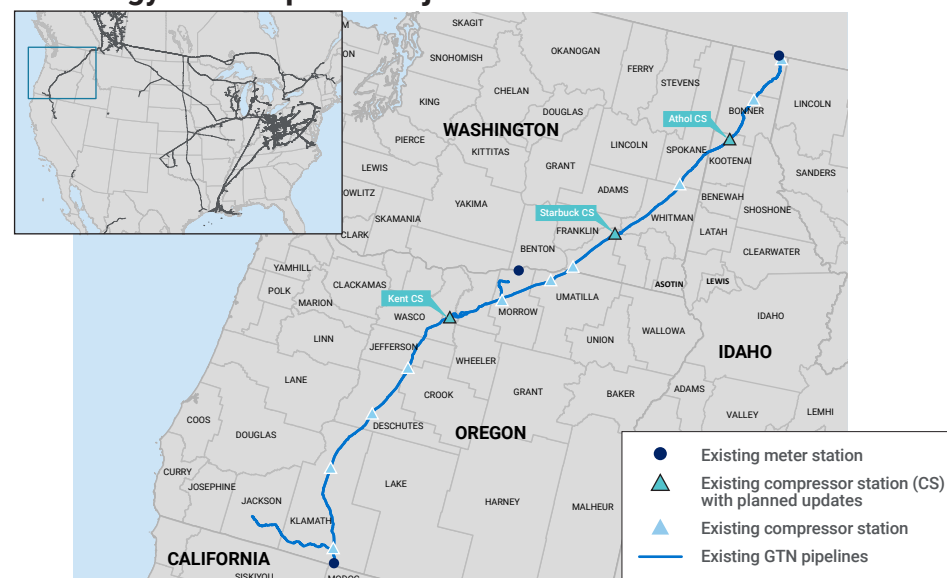 SKAGIT
OKANOGAN
SNOHOMISH
FERRY
STEVENS
CHELAN
KING
DOUGLAS
BONNER
LINCOLN
Athol CS
WASHINGTON
PIERCE
KITTITAS
LINCOLN
SPOKANE
KOOTENAI
LEWIS
GRANT
SANDERS
ADAMS
OWLITZ
YAKIMA
BENEWAH
SHOSHONE
Starbuck CS
WHITMAN
SKAMANIA
CLARK
FRANKLIN
LATAH
BENTON
CLEARWATER
YAMHILL
CLACKAMAS
ASOTIN
LEWIS
POLK
MARION
Kent CS
UMATILLA
WASCO
MORROW
IDAHO
LINN
UNION
WALLOWA
JEFFERSON
WHEELER
IDAHO
LANE
CROOK
GRANT
BAKER
ADAMS
COOS
DESCHUTES
VALLEY
LEMHI
DOUGLAS
OREGON
CURRY
JOSEPHINE
LAKE
JACKSON
HARNEY
MALHEUR
KLAMATH
CALIFORNIA
SISKIYOU
MODOC
Existing meter station
Existing compressor station (CS)
with planned updates
Existing compressor station
Existing GTN pipelines